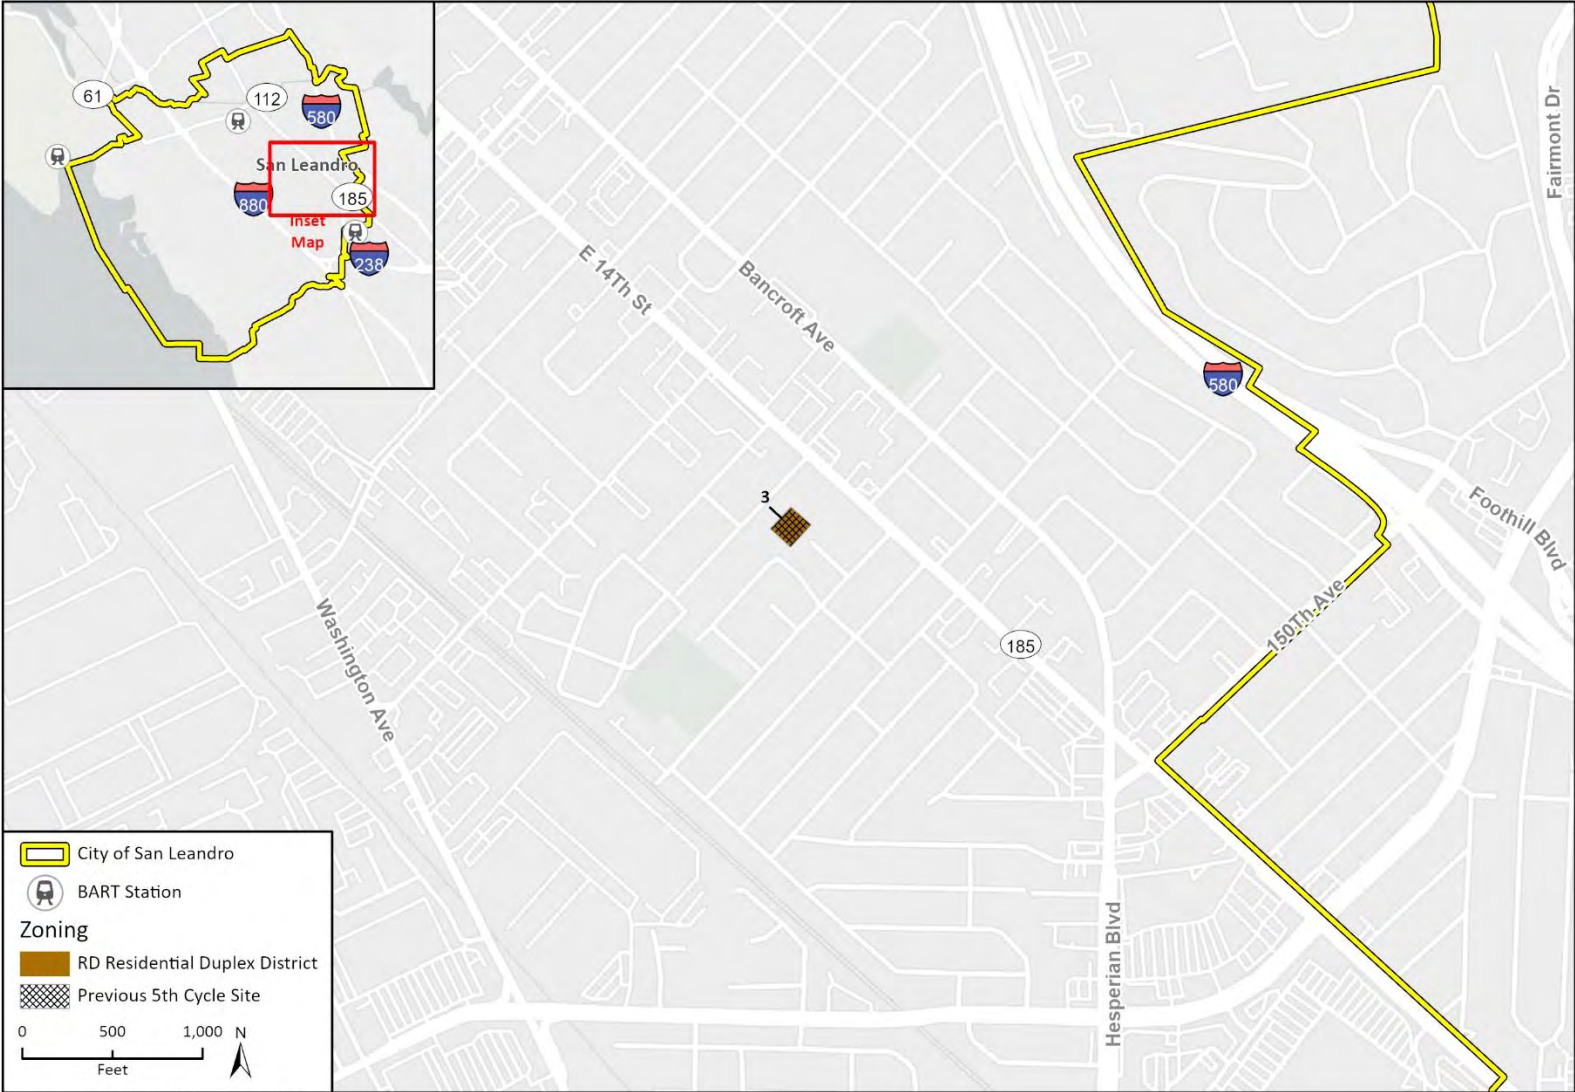 61
112
580
San Leandro
880
185
Inset
Map
238
Fairmont Dr
E 14Th St
Bancroft Ave
580
3
Foothill Blvd
Washington Ave
150Th Ave
185
Hesperian Blvd
City of San Leandro
BART Station
Zoning
RD Residential Duplex District
Previous 5th Cycle Site
0 500 1,000 N
Feet